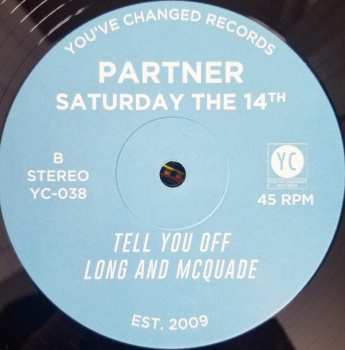 YOU'VE CHANGED RECORDS
PARTNER
SATURDAY THE 14TH
B
STEREO
YC-038
YC
45 RPM
TELL YOU OFF
LONG AND MCQUADE
EST. 2009